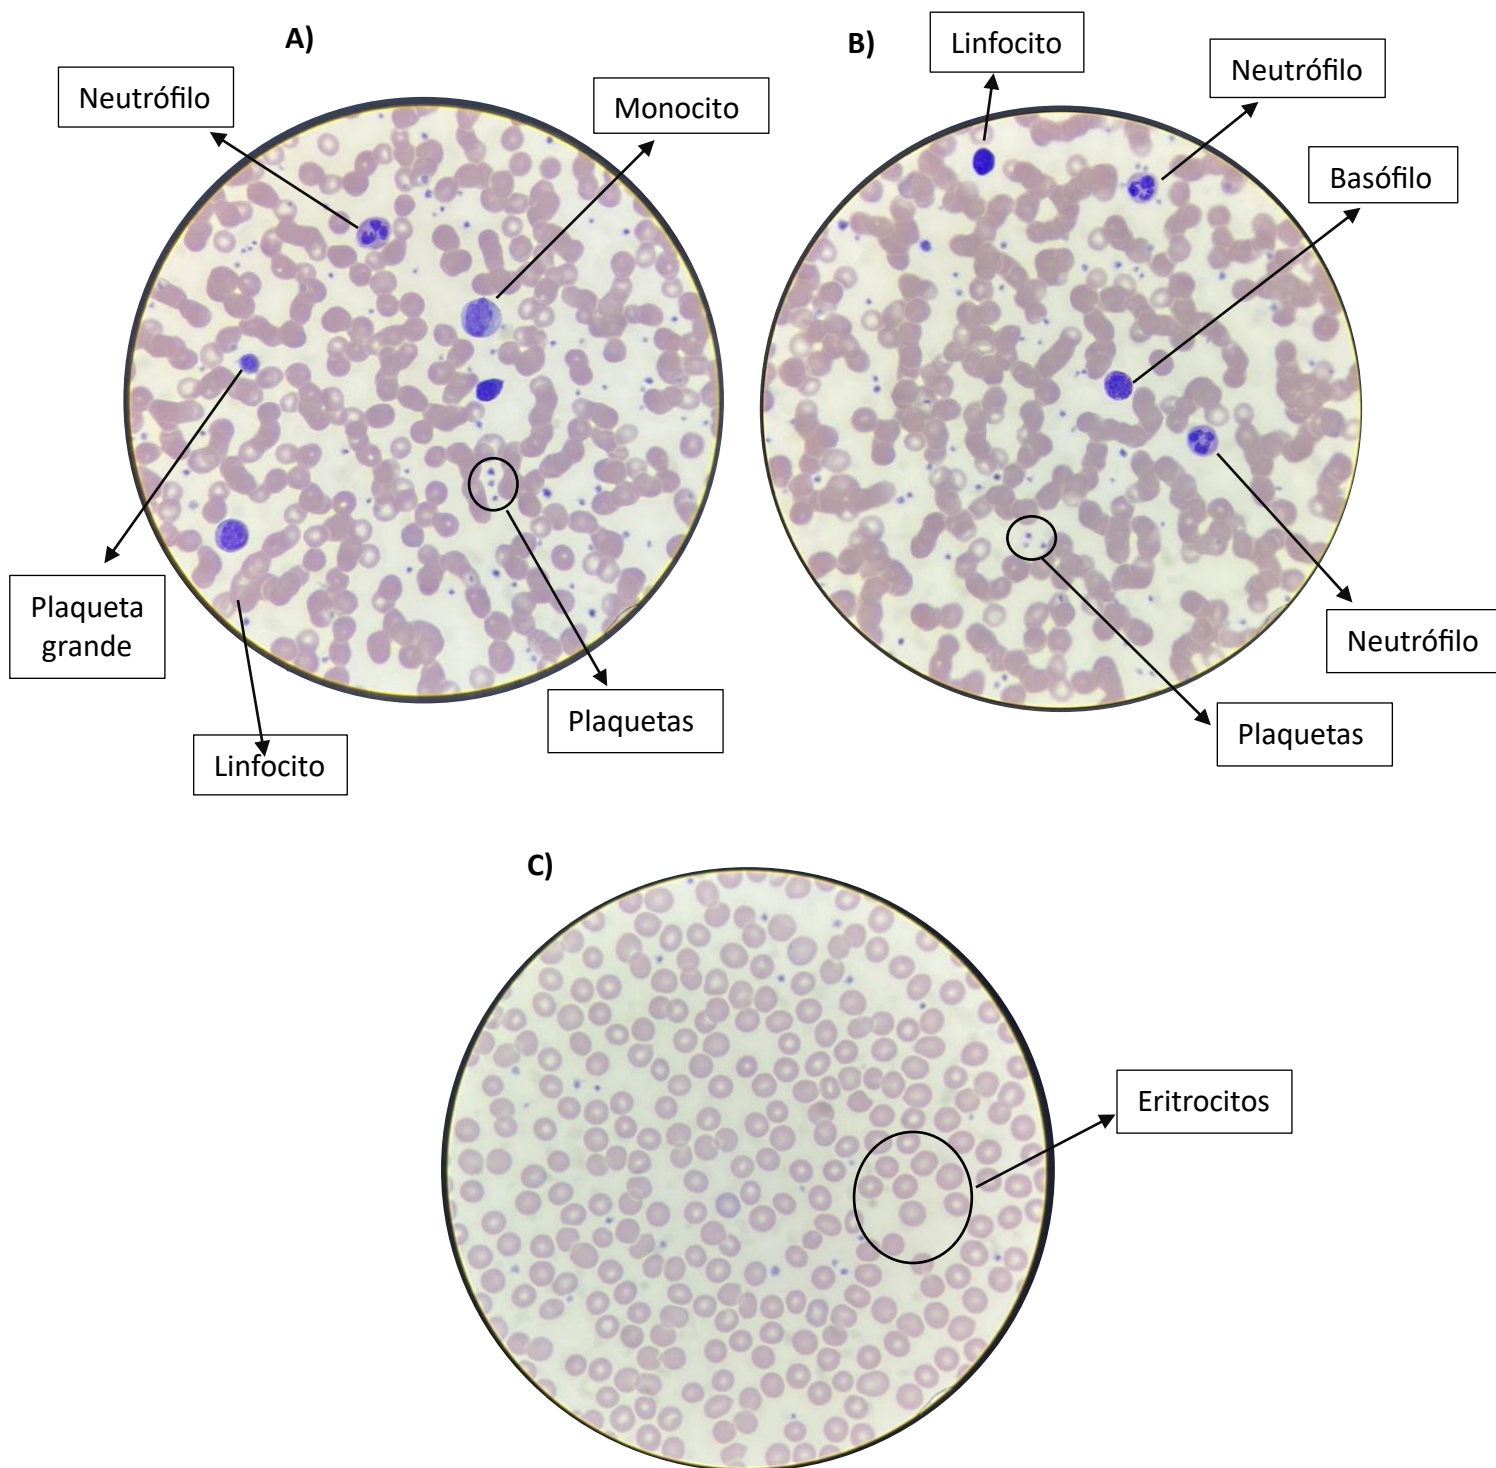 A)
Neutrófilo
Monocito
Plaqueta
grande
Linfocito
Plaquetas
B)
Linfocito
Neutrófilo
Basófilo
Neutrófilo
Plaquetas
C)
Eritrocitos